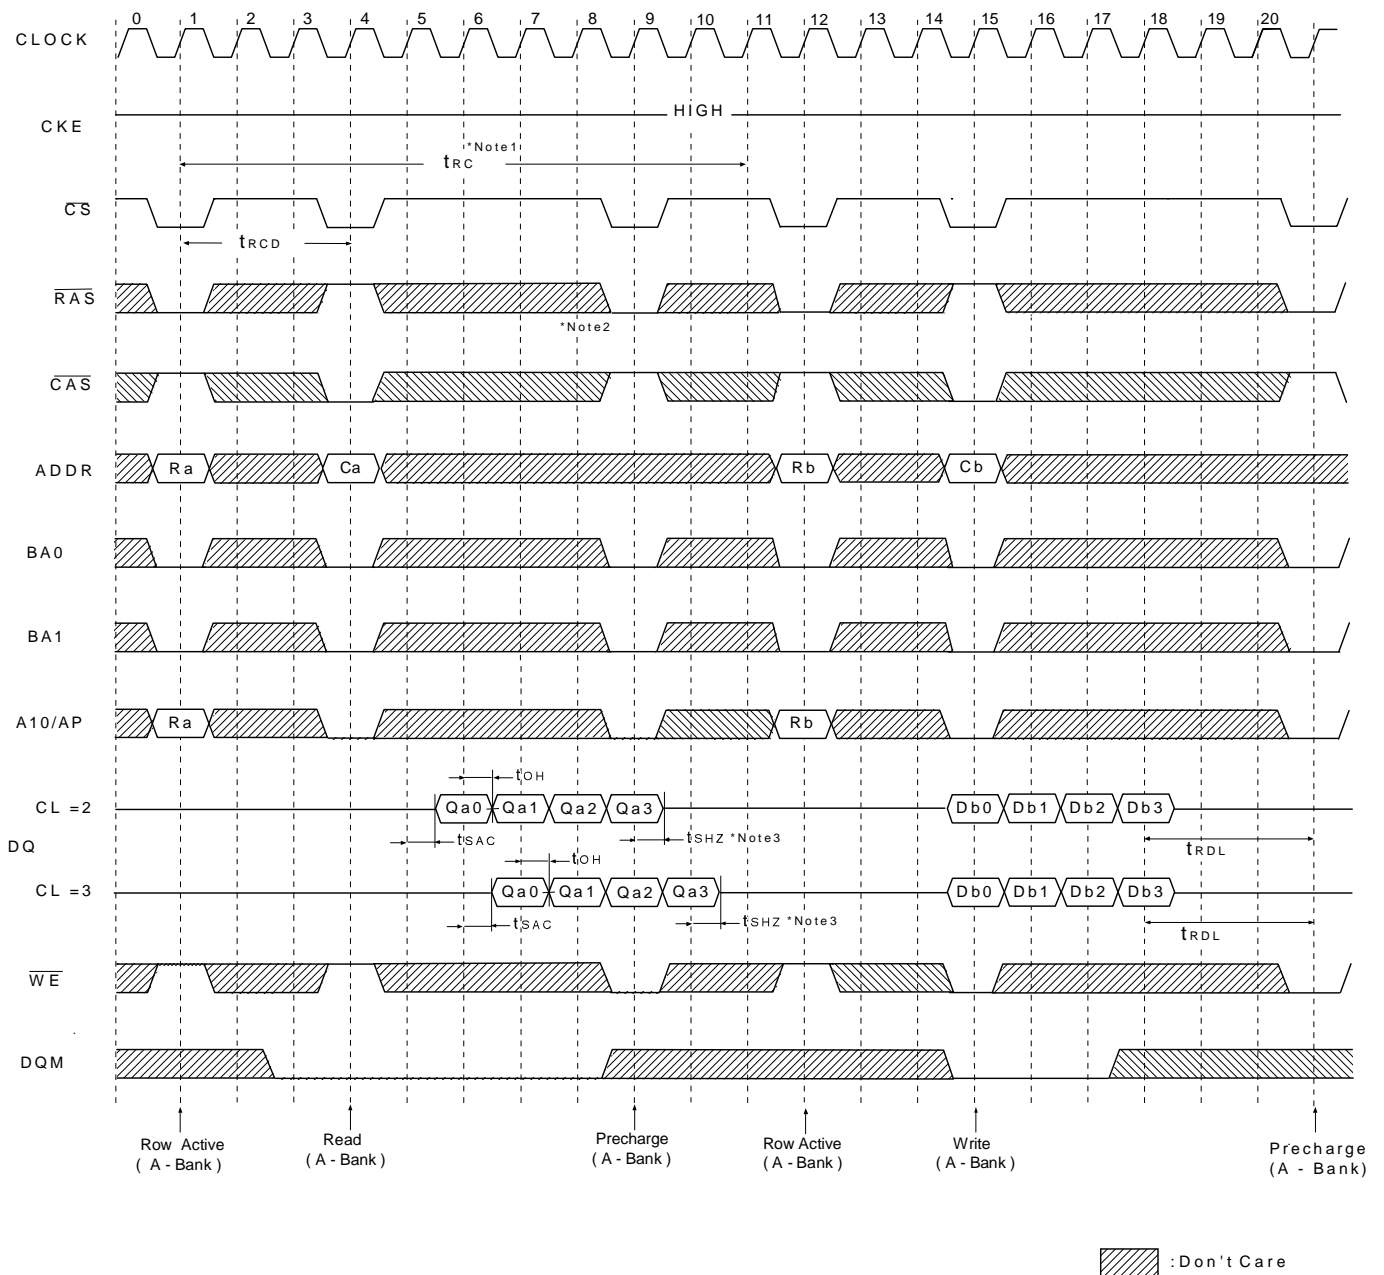 0 1 2 3 4 5 6 7 8 9 10 11 12 13 14 15 16 17 18 19 20
CLOCK
HIGH
CKE
*Note1
tRC
CS
tRCD
RAS
*Note2
CAS
ADDR Ra Ca Rb Cb
BA0
BA1
A10/AP Ra Rb
tOH
CL =2 Qa0 Qa1 Qa2 Qa3 Db0 Db1 Db2 Db3
tSAC tSHZ *Note3 tRDL
DQ
tOH
CL =3 Qa0 Qa1 Qa2 Qa3 Db0 Db1 Db2 Db3
tSAC tSHZ *Note3 tRDL
WE
DQM
Row Active
( A - Bank )
Read
( A - Bank )
Precharge
( A - Bank )
Row Active
( A - Bank )
Write
( A - Bank )
Precharge
(A - Bank)
:Don't Care